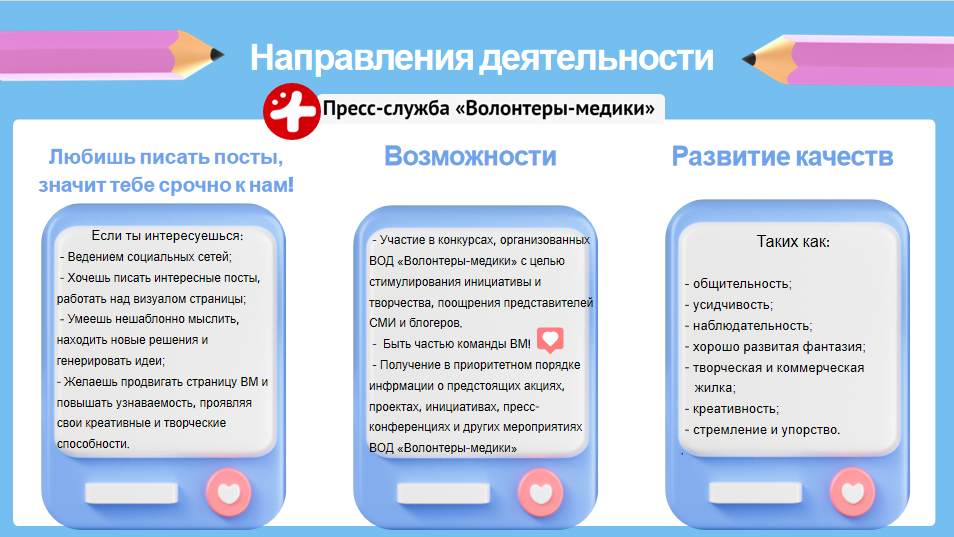 Направления деятельности
Пресс-служба «Волонтеры-медики»
Любишь писать посты,
значит тебе срочно к нам!
Если ты интересуешься:
- Ведением социальных сетей;
- Хочешь писать интересные посты,
работать над визуалом страницы;
- Умеешь нешаблонно мыслить,
находить новые решения и
генерировать идеи;
- Желаешь продвигать страницу ВМ и
повышать узнаваемость, проявляя
свои креативные и творческие
способности.
Возможности
- Участие в конкурсах, организованных
ВОД «Волонтеры-медики» с целью
стимулирования инициативы и
творчества, поощрения представителей
СМИ и блогеров.
- Быть частью команды ВМ!
- Получение в приоритетном порядке
инфрмации о предстоящих акциях,
проектах, инициативах, пресс-
конференциях и других мероприятиях
ВОД «Волонтеры-медики»
Развитие качеств
Таких как:
- общительность;
- усидчивость;
- наблюдательность;
- хорошо развитая фантазия;
- творческая и коммерческая
жилка;
- креативность;
- стремление и упорство.
.